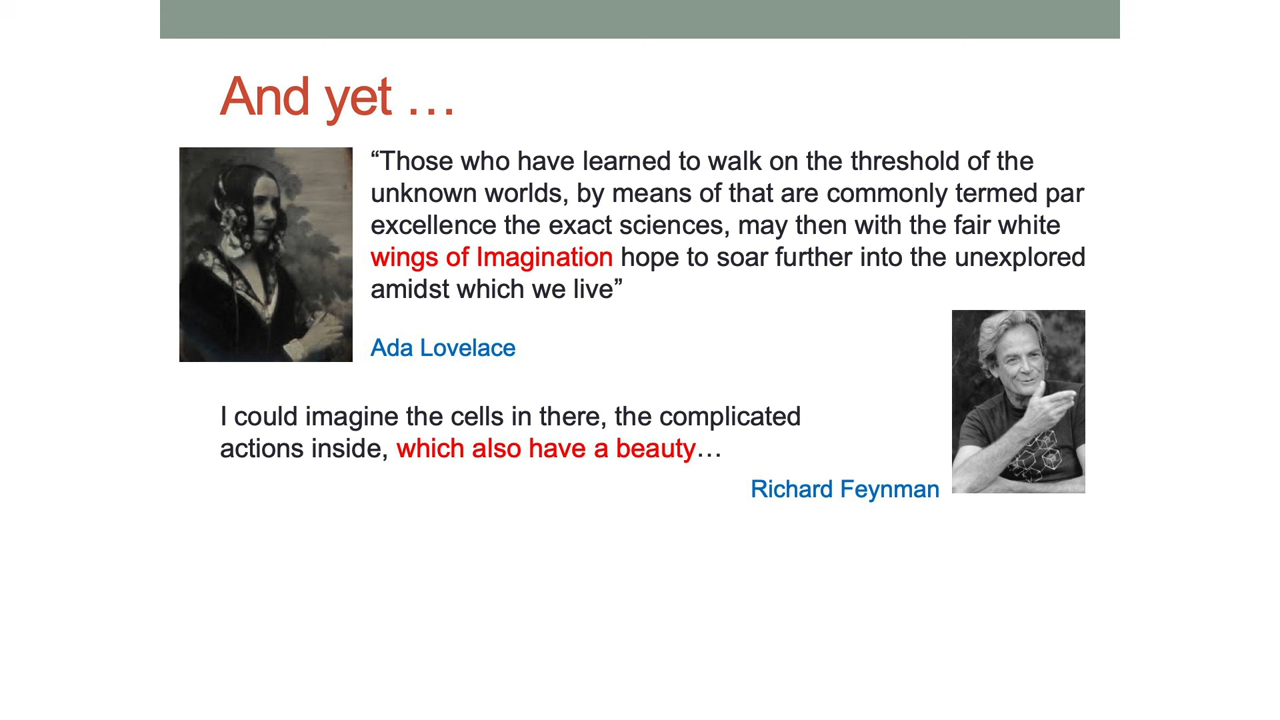 And yet …
“Those who have learned to walk on the threshold of the
unknown worlds, by means of that are commonly termed par
excellence the exact sciences, may then with the fair white
wings of Imagination hope to soar further into the unexplored
amidst which we live”
Ada Lovelace
I could imagine the cells in there, the complicated
actions inside, which also have a beauty…
Richard Feynman